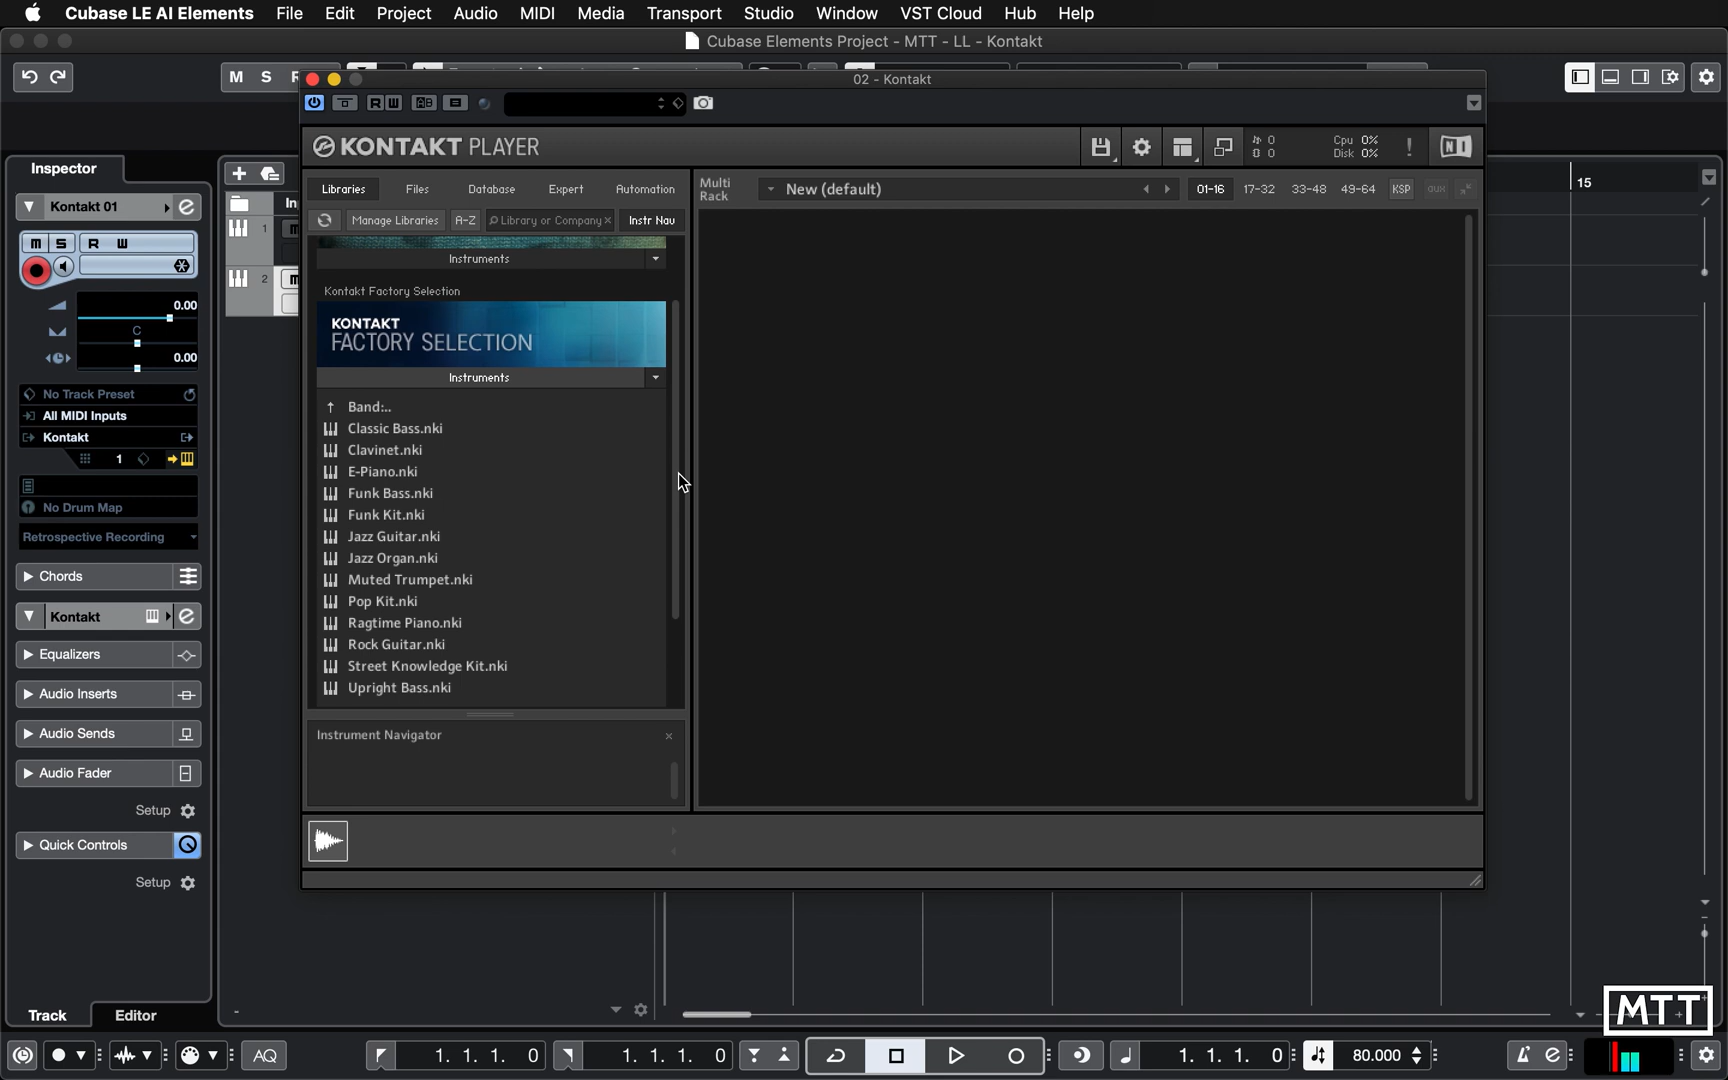 Cubase LE AI Elements File Edit Project Audio MIDI Media Transport Studio Window VST Cloud Hub Help
Cubase Elements Project - MTT - LL - Kontakt
M S R
02 - Kontakt
R W
KONTAKT PLAYER
0
0
Cpu 0%
Disk 0%
!
NI
Inspector
Kontakt 01
M S R W
0.00
C
0.00
No Track Preset
All MIDI Inputs
Kontakt
1
No Drum Map
Retrospective Recording
Chords
Kontakt
Equalizers
Audio Inserts
Audio Sends
Audio Fader
Setup
Quick Controls
Setup
Track Editor
In
1
2
Libraries Files Database Expert Automation
Manage Libraries A-Z Library or Company Instr Nav
Instruments
Kontakt Factory Selection
KONTAKT
FACTORY SELECTION
Instruments
Band:..
Classic Bass.nki
Clavinet.nki
E-Piano.nki
Funk Bass.nki
Funk Kit.nki
Jazz Guitar.nki
Jazz Organ.nki
Muted Trumpet.nki
Pop Kit.nki
Ragtime Piano.nki
Rock Guitar.nki
Street Knowledge Kit.nki
Upright Bass.nki
Instrument Navigator
Multi
Rack
New (default)
01-16 17-32 33-48 49-64 KSP aux
15
MTT
AQ
1. 1. 1. 0
1. 1. 1. 0
1. 1. 1. 0
80.000